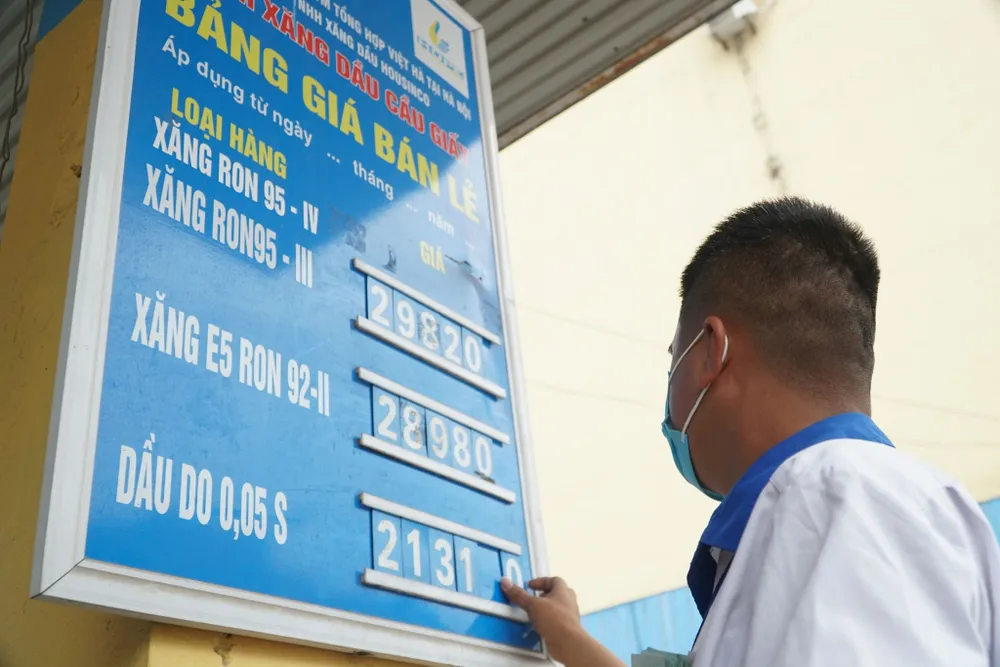 M TỔNG HỢP VIỆT HÀ TẠI HÀ NỘI
NHH XĂNG DẦU HOUSINCO
H XĂNG DẦU CẦU GIẤY
BẢNG GIÁ BÁN LẺ
Áp dụng từ ngày ... tháng ... năm ...
LOẠI HÀNG GIÁ
XĂNG RON 95 - IV
XĂNG RON95 - III 29820
XĂNG E5 RON 92-II 28980
DẦU DO 0,05 S 21310